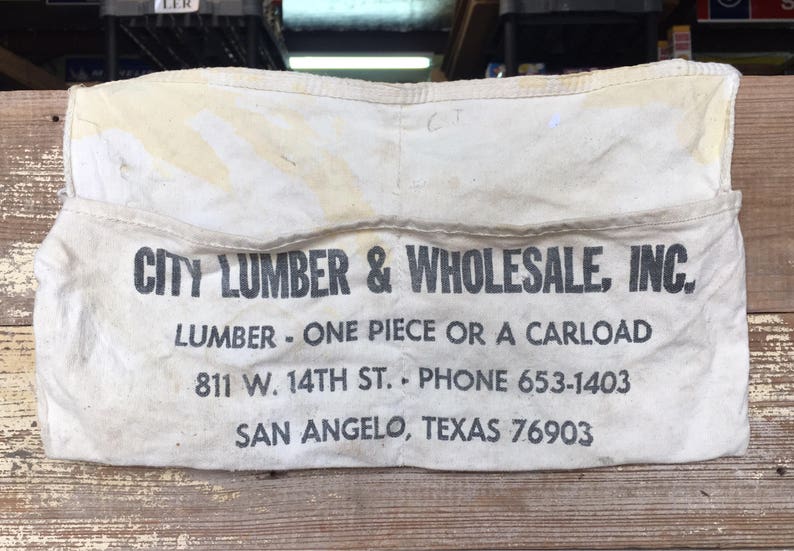 LER
C T
CITY LUMBER & WHOLESALE, INC.
LUMBER - ONE PIECE OR A CARLOAD
811 W. 14TH ST. - PHONE 653-1403
SAN ANGELO, TEXAS 76903